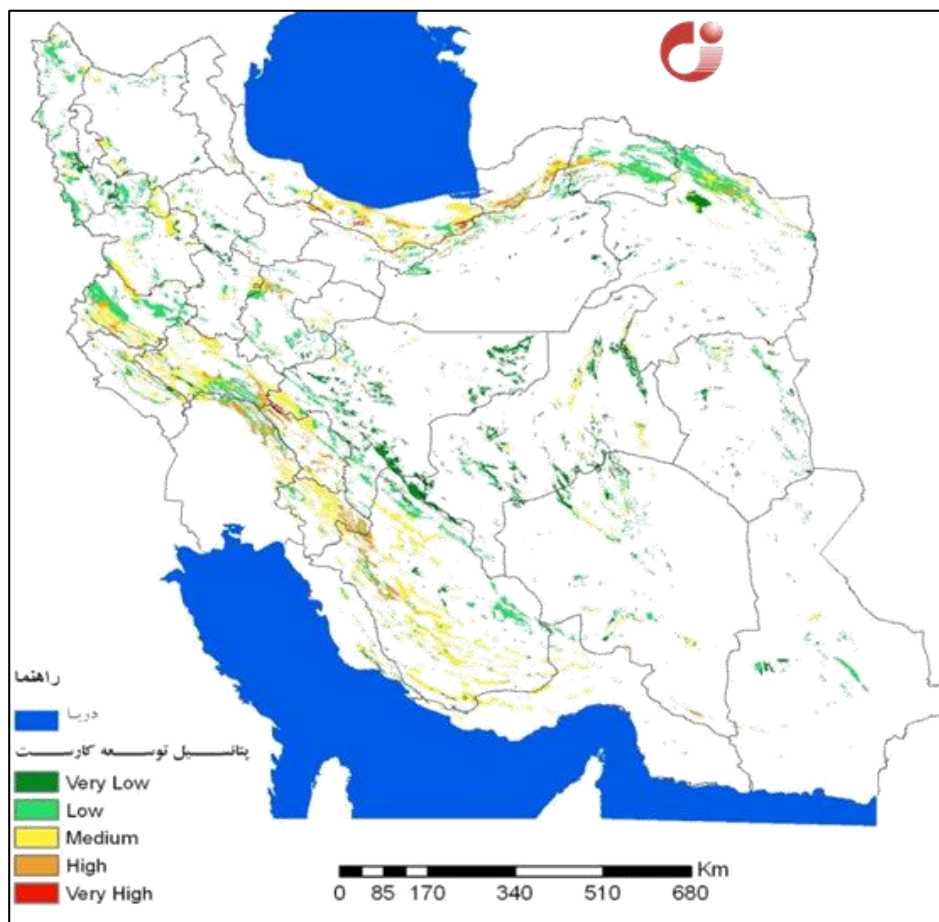 راهنما
دریا
پتانسیل توسعه کارست
Very Low
Low
Medium
High
Very High
Km
0 85 170 340 510 680